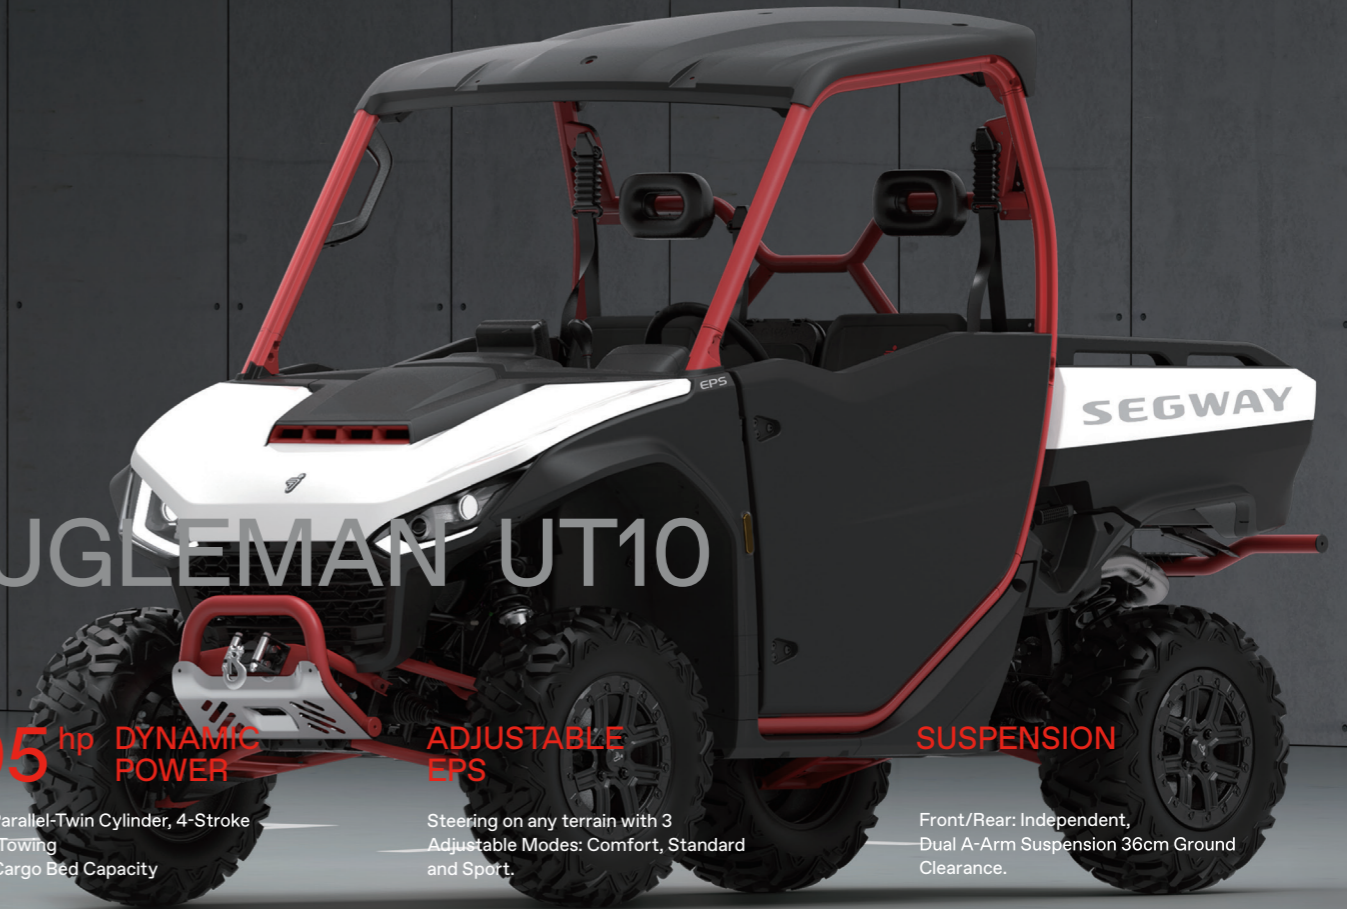 EPS
SEGWAY
UGLEMAN UT10
05 hp DYNAMIC
POWER
Parallel-Twin Cylinder, 4-Stroke
Towing
Cargo Bed Capacity
ADJUSTABLE
EPS
Steering on any terrain with 3
Adjustable Modes: Comfort, Standard
and Sport.
SUSPENSION
Front/Rear: Independent,
Dual A-Arm Suspension 36cm Ground
Clearance.